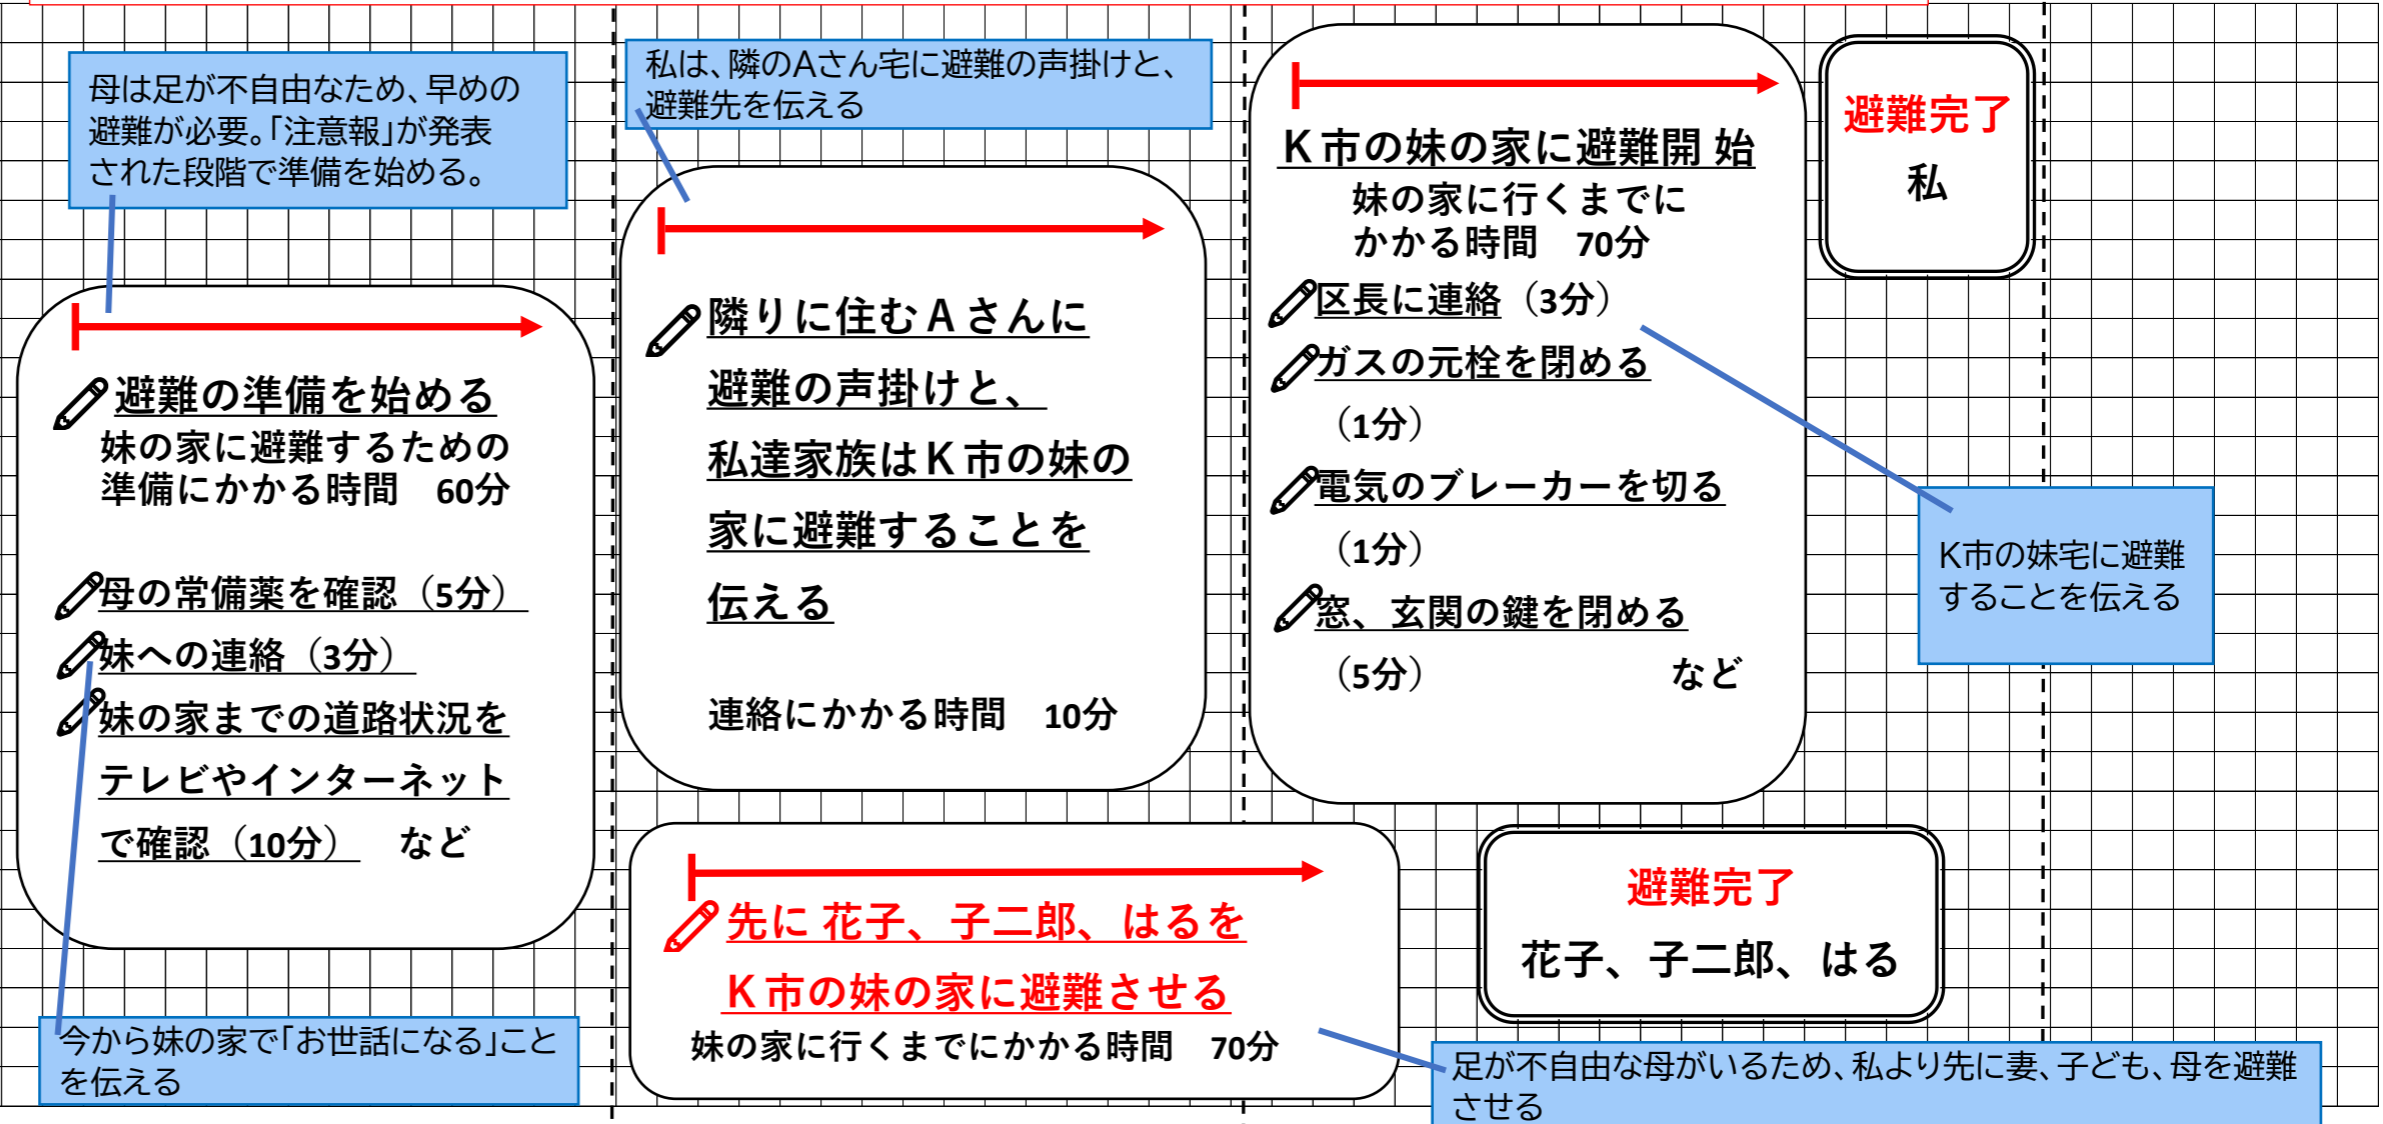 母は足が不自由なため、早めの
避難が必要。「注意報」が発表
された段階で準備を始める。
避難の準備を始める
妹の家に避難するための
準備にかかる時間　60分
母の常備薬を確認（5分）
妹への連絡（3分）
妹の家までの道路状況を
テレビやインターネット
で確認（10分）　など
今から妹の家で「お世話になる」こと
を伝える
私は、隣のAさん宅に避難の声掛けと、
避難先を伝える
隣りに住むAさんに
避難の声掛けと、
私達家族はK市の妹の
家に避難することを
伝える
連絡にかかる時間　10分
先に 花子、子二郎、はるを
K市の妹の家に避難させる
妹の家に行くまでにかかる時間　70分
K市の妹の家に避難開 始
妹の家に行くまでに
かかる時間　70分
区長に連絡（3分）
ガスの元栓を閉める
（1分）
電気のブレーカーを切る
（1分）
窓、玄関の鍵を閉める
（5分）　など
避難完了
私
K市の妹宅に避難
することを伝える
避難完了
花子、子二郎、はる
足が不自由な母がいるため、私より先に妻、子ども、母を避難
させる